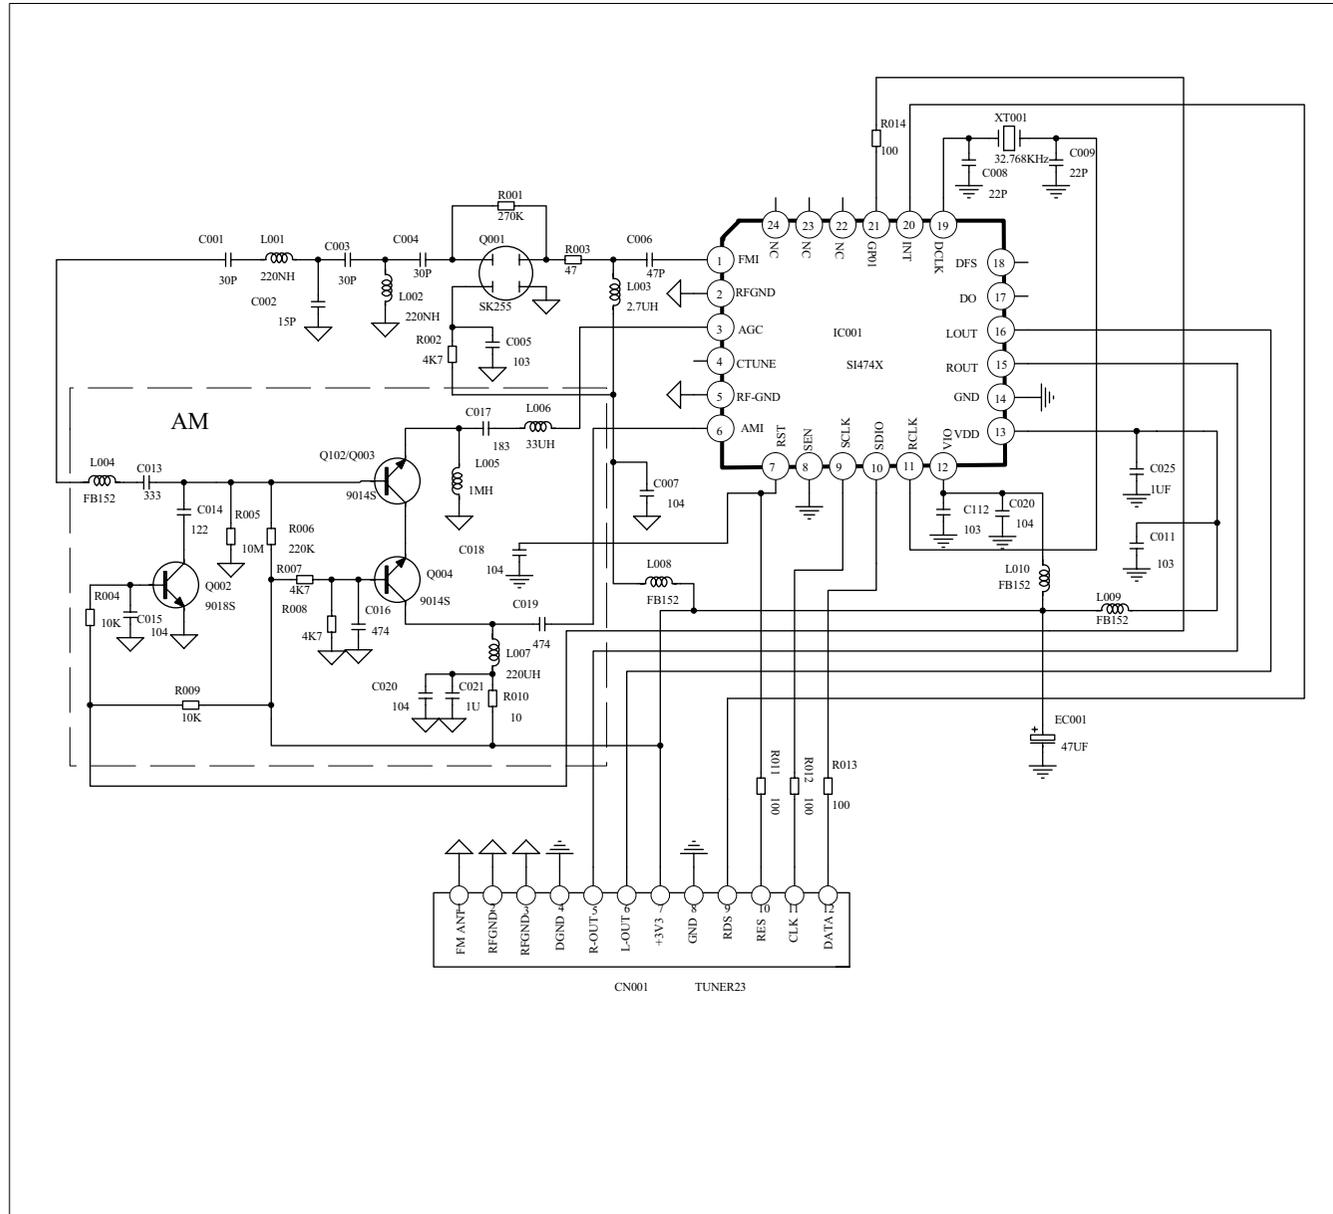 R014
100
XT001
32.768KHz
C009
22P
C008
22P
R001
270K
C001
30P
L001
220NH
C003
30P
C004
30P
Q001
SK255
R003
47
C006
47P
C002
15P
L002
220NH
L003
2.7UH
R002
4K7
C005
103
24
23
22
21
20
19
NC
NC
NC
GP01
INT
DCLK
1
FMI
2
RFGND
3
AGC
4
CTUNE
5
RF-GND
6
AMI
IC001
SI474X
DFS
18
DO
17
LOUT
16
ROUT
15
GND
14
VDD
13
RST
SEN
SCLK
SDIO
RCLK
VIO
7
8
9
10
11
12
AM
C017
183
L006
33UH
Q102/Q003
9014S
L005
1MH
L004
FB152
C013
333
C014
122
R005
10M
R006
220K
C007
104
C025
1UF
C112
103
C020
104
C011
103
C018
104
R007
4K7
Q004
9014S
L008
FB152
L010
FB152
L009
FB152
Q002
9018S
R004
10K
C015
104
R008
4K7
C016
474
C019
474
L007
220UH
C020
104
C021
1U
R010
10
R009
10K
EC001
+
47UF
R011
100
R012
100
R013
100
1
2
3
4
5
6
7
8
9
10
11
12
FM ANT
RFGND
RFGND
DGND
R-OUT
L-OUT
+3V3
GND
RDS
RES
CLK
DATA
CN001
TUNER23